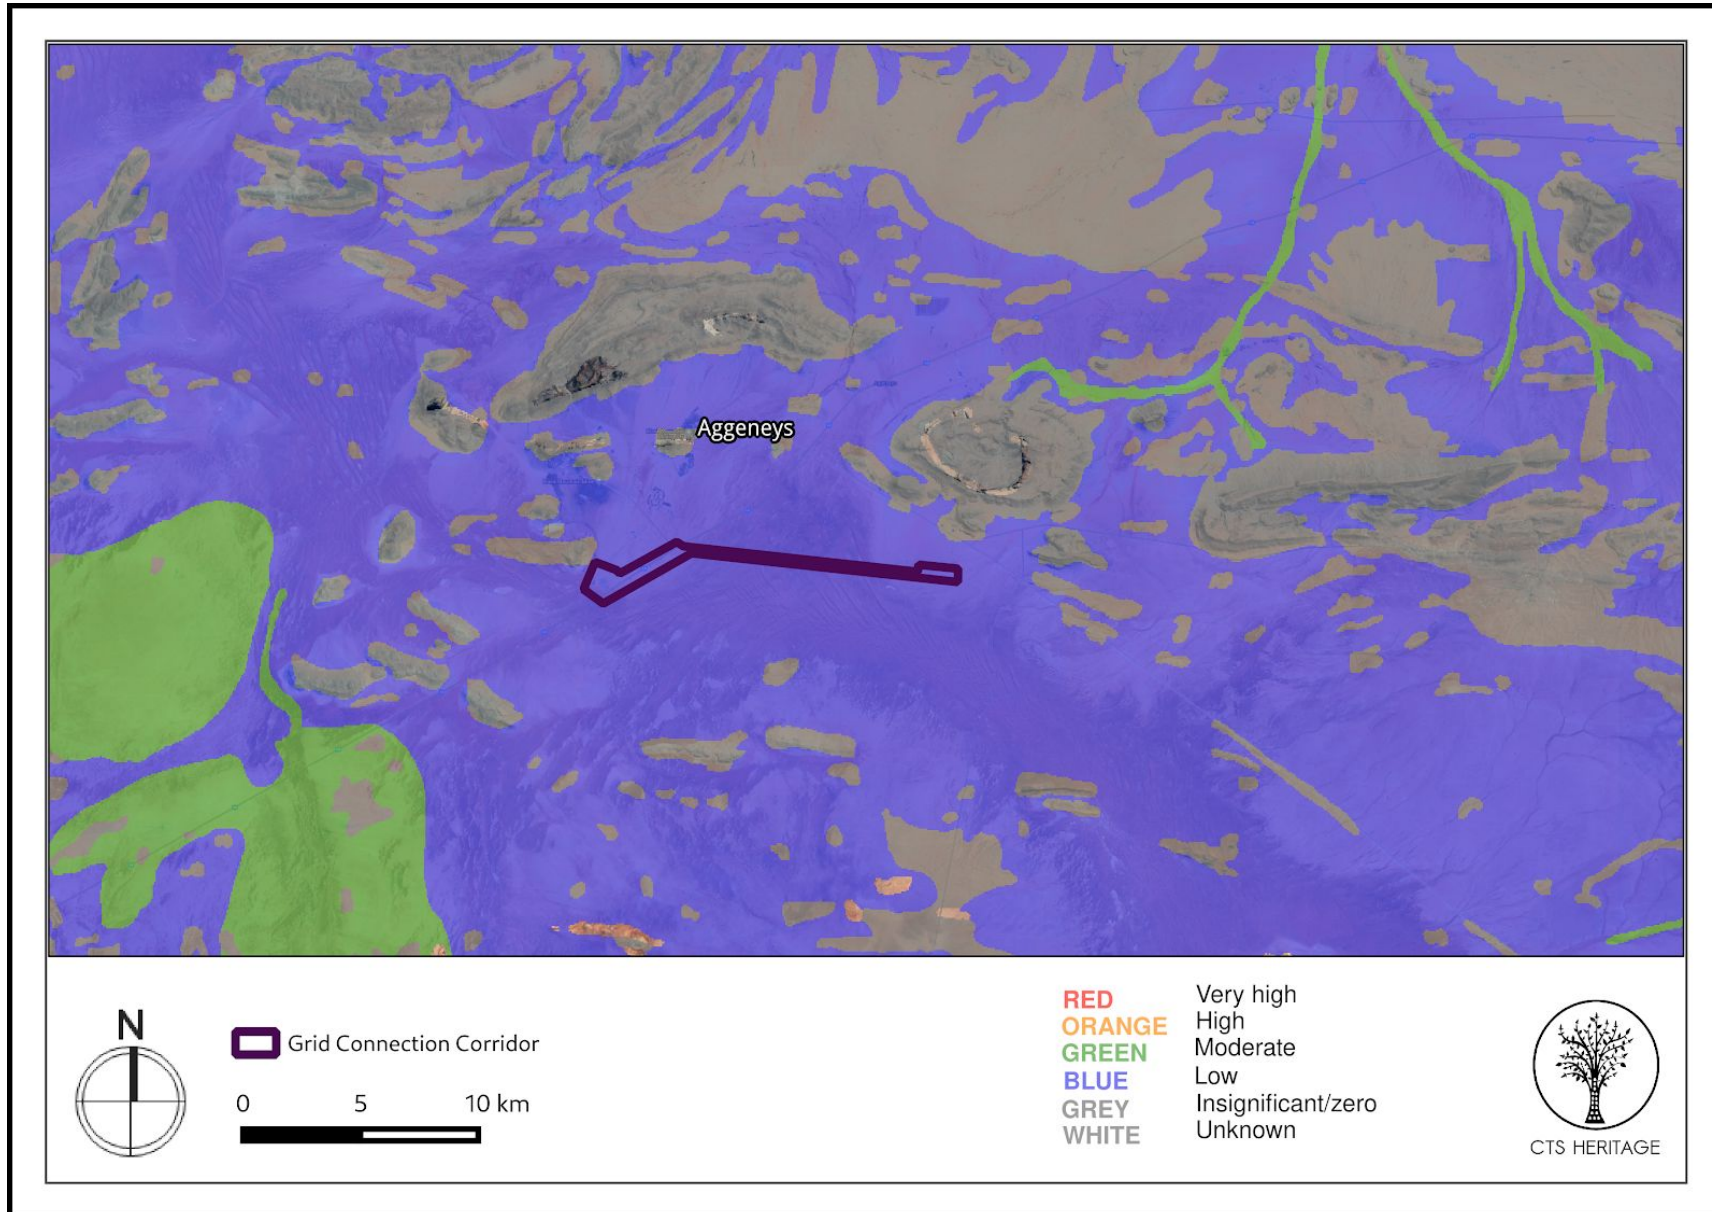 Aggeneys
N
Grid Connection Corridor
0 5 10 km
RED Very high
ORANGE High
GREEN Moderate
BLUE Low
GREY Insignificant/zero
WHITE Unknown
CTS HERITAGE